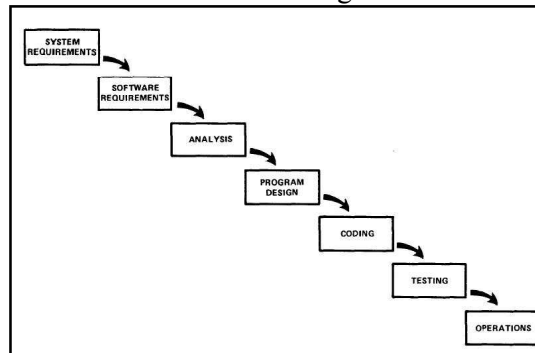 SYSTEM
REQUIREMENTS
SOFTWARE
REQUIREMENTS
ANALYSIS
PROGRAM
DESIGN
CODING
TESTING
OPERATIONS